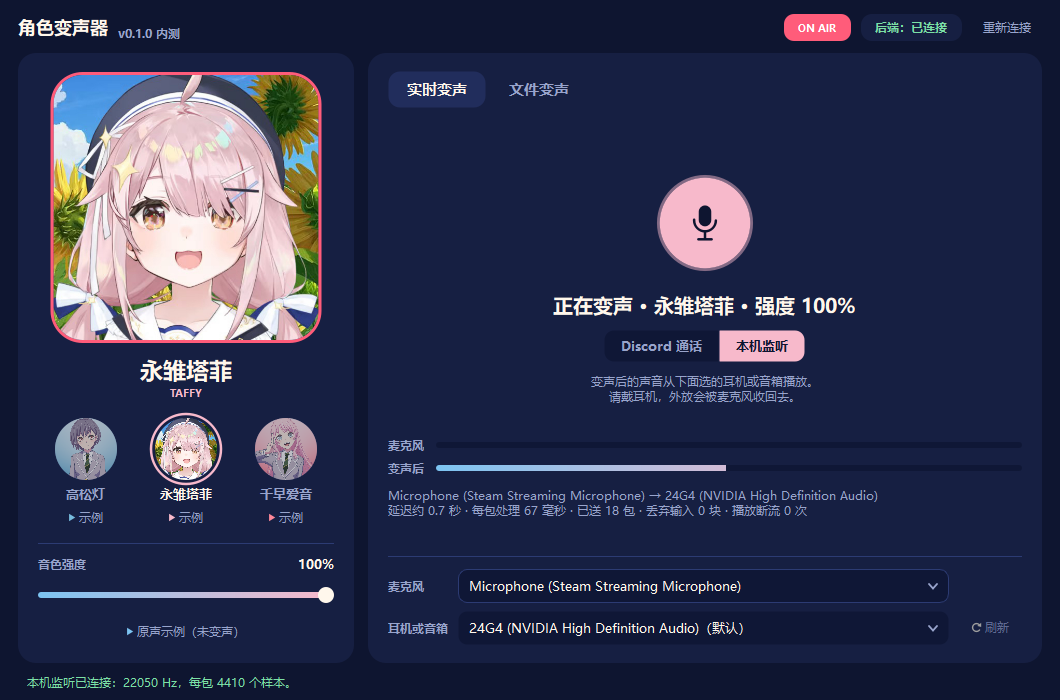 角色变声器 v0.1.0 内测
ON AIR
后端：已连接
重新连接
永雏塔菲
TAFFY
高松灯
永雏塔菲
千早爱音
示例
示例
示例
音色强度 100%
原声示例（未变声）
实时变声
文件变声
正在变声 • 永雏塔菲 • 强度 100%
Discord 通话
本机监听
变声后的声音从下面选的耳机或音箱播放。
请戴耳机，外放会被麦克风收回去。
麦克风
变声后
Microphone (Steam Streaming Microphone) → 24G4 (NVIDIA High Definition Audio)
延迟约 0.7 秒 · 每包处理 67 毫秒 · 已送 18 包 · 丢弃输入 0 块 · 播放断流 0 次
麦克风 Microphone (Steam Streaming Microphone)
耳机或音箱 24G4 (NVIDIA High Definition Audio)（默认） 刷新
本机监听已连接：22050 Hz，每包 4410 个样本。